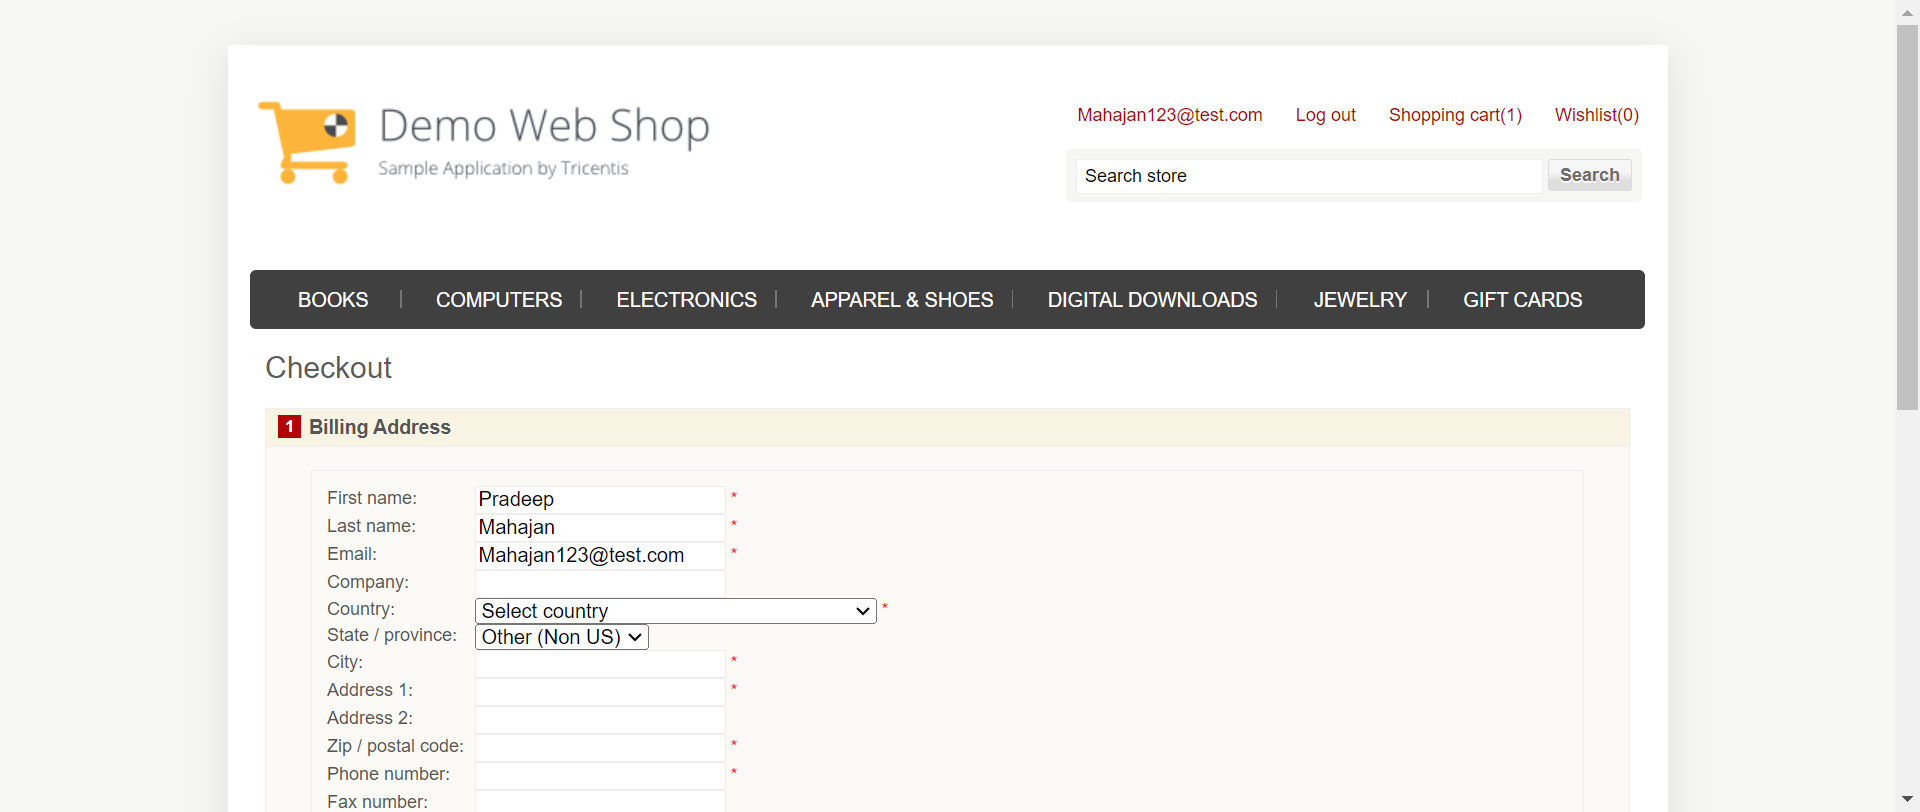 Demo Web Shop
Sample Application by Tricentis
Mahajan123@test.com Log out Shopping cart(1) Wishlist(0)
Search store Search
BOOKS COMPUTERS ELECTRONICS APPAREL & SHOES DIGITAL DOWNLOADS JEWELRY GIFT CARDS
Checkout
1 Billing Address
First name: Pradeep *
Last name: Mahajan *
Email: Mahajan123@test.com *
Company:
Country: Select country *
State / province: Other (Non US)
City: *
Address 1: *
Address 2:
Zip / postal code: *
Phone number: *
Fax number: